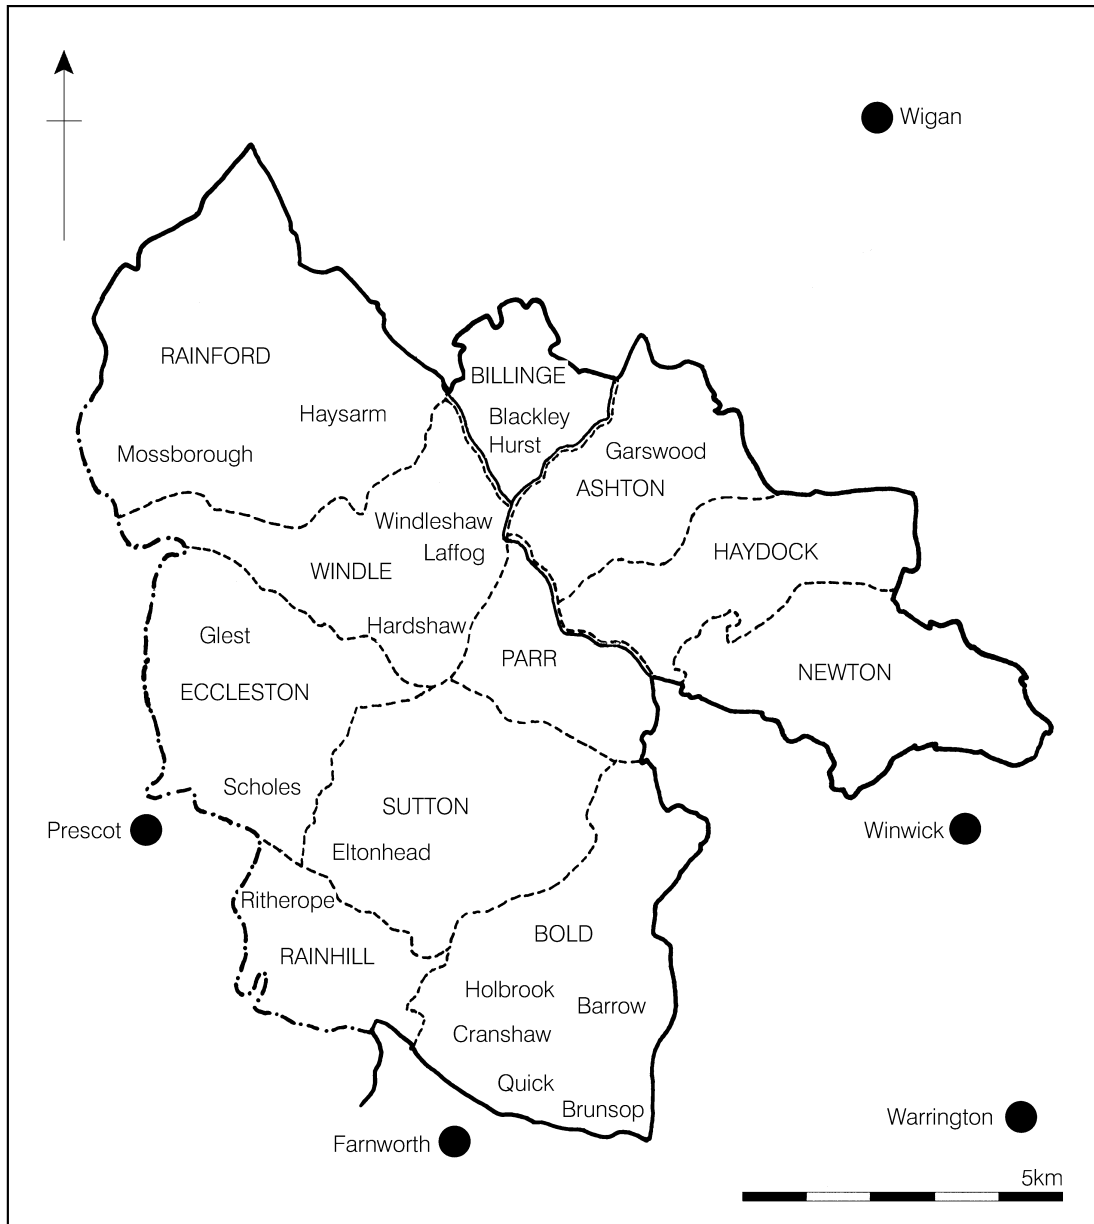 Wigan
RAINFORD
BILLINGE
Haysarm
Blackley
Hurst
Garswood
Mossborough
ASHTON
Windleshaw
Laffog
HAYDOCK
WINDLE
Hardshaw
Glest
PARR
NEWTON
ECCLESTON
Scholes
SUTTON
Prescot
Winwick
Eltonhead
Ritherope
BOLD
RAINHILL
Holbrook
Barrow
Cranshaw
Quick
Brunsop
Warrington
Farnworth
5km